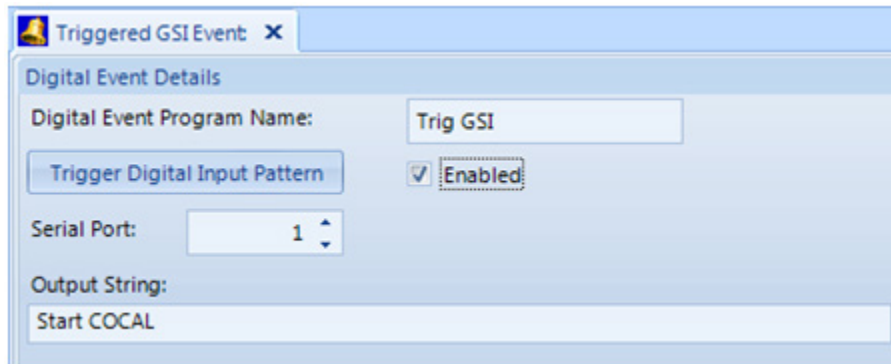 Triggered GSI Event:
Digital Event Details
Digital Event Program Name: Trig GSI
Trigger Digital Input Pattern Enabled
Serial Port: 1
Output String:
Start COCAL